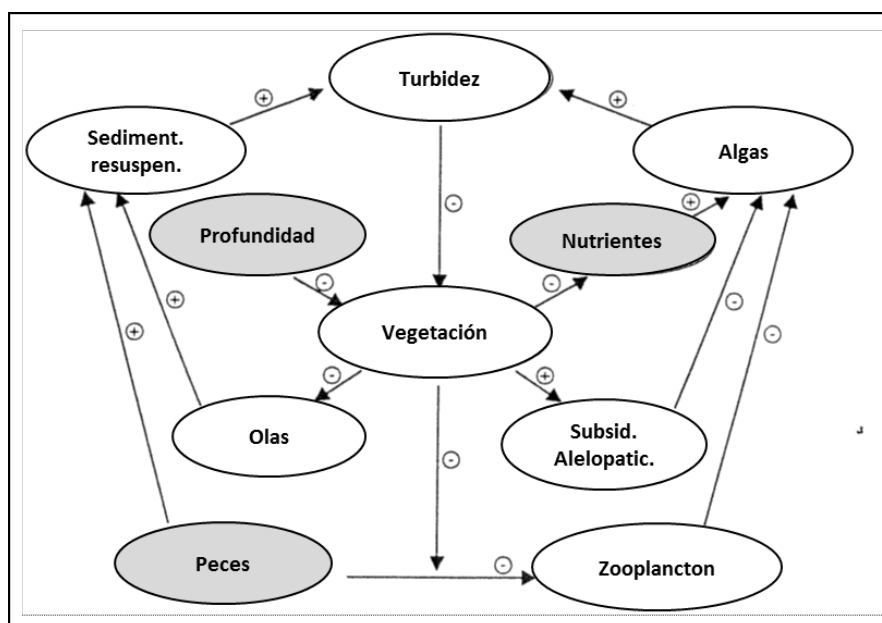 Turbidez
Sediment.
resuspen.
Algas
Profundidad
Nutrientes
Vegetación
Olas
Subsid.
Alelopatic.
Peces
Zooplancton
+
+
-
+
-
-
+
+
-
+
-
-
-
-